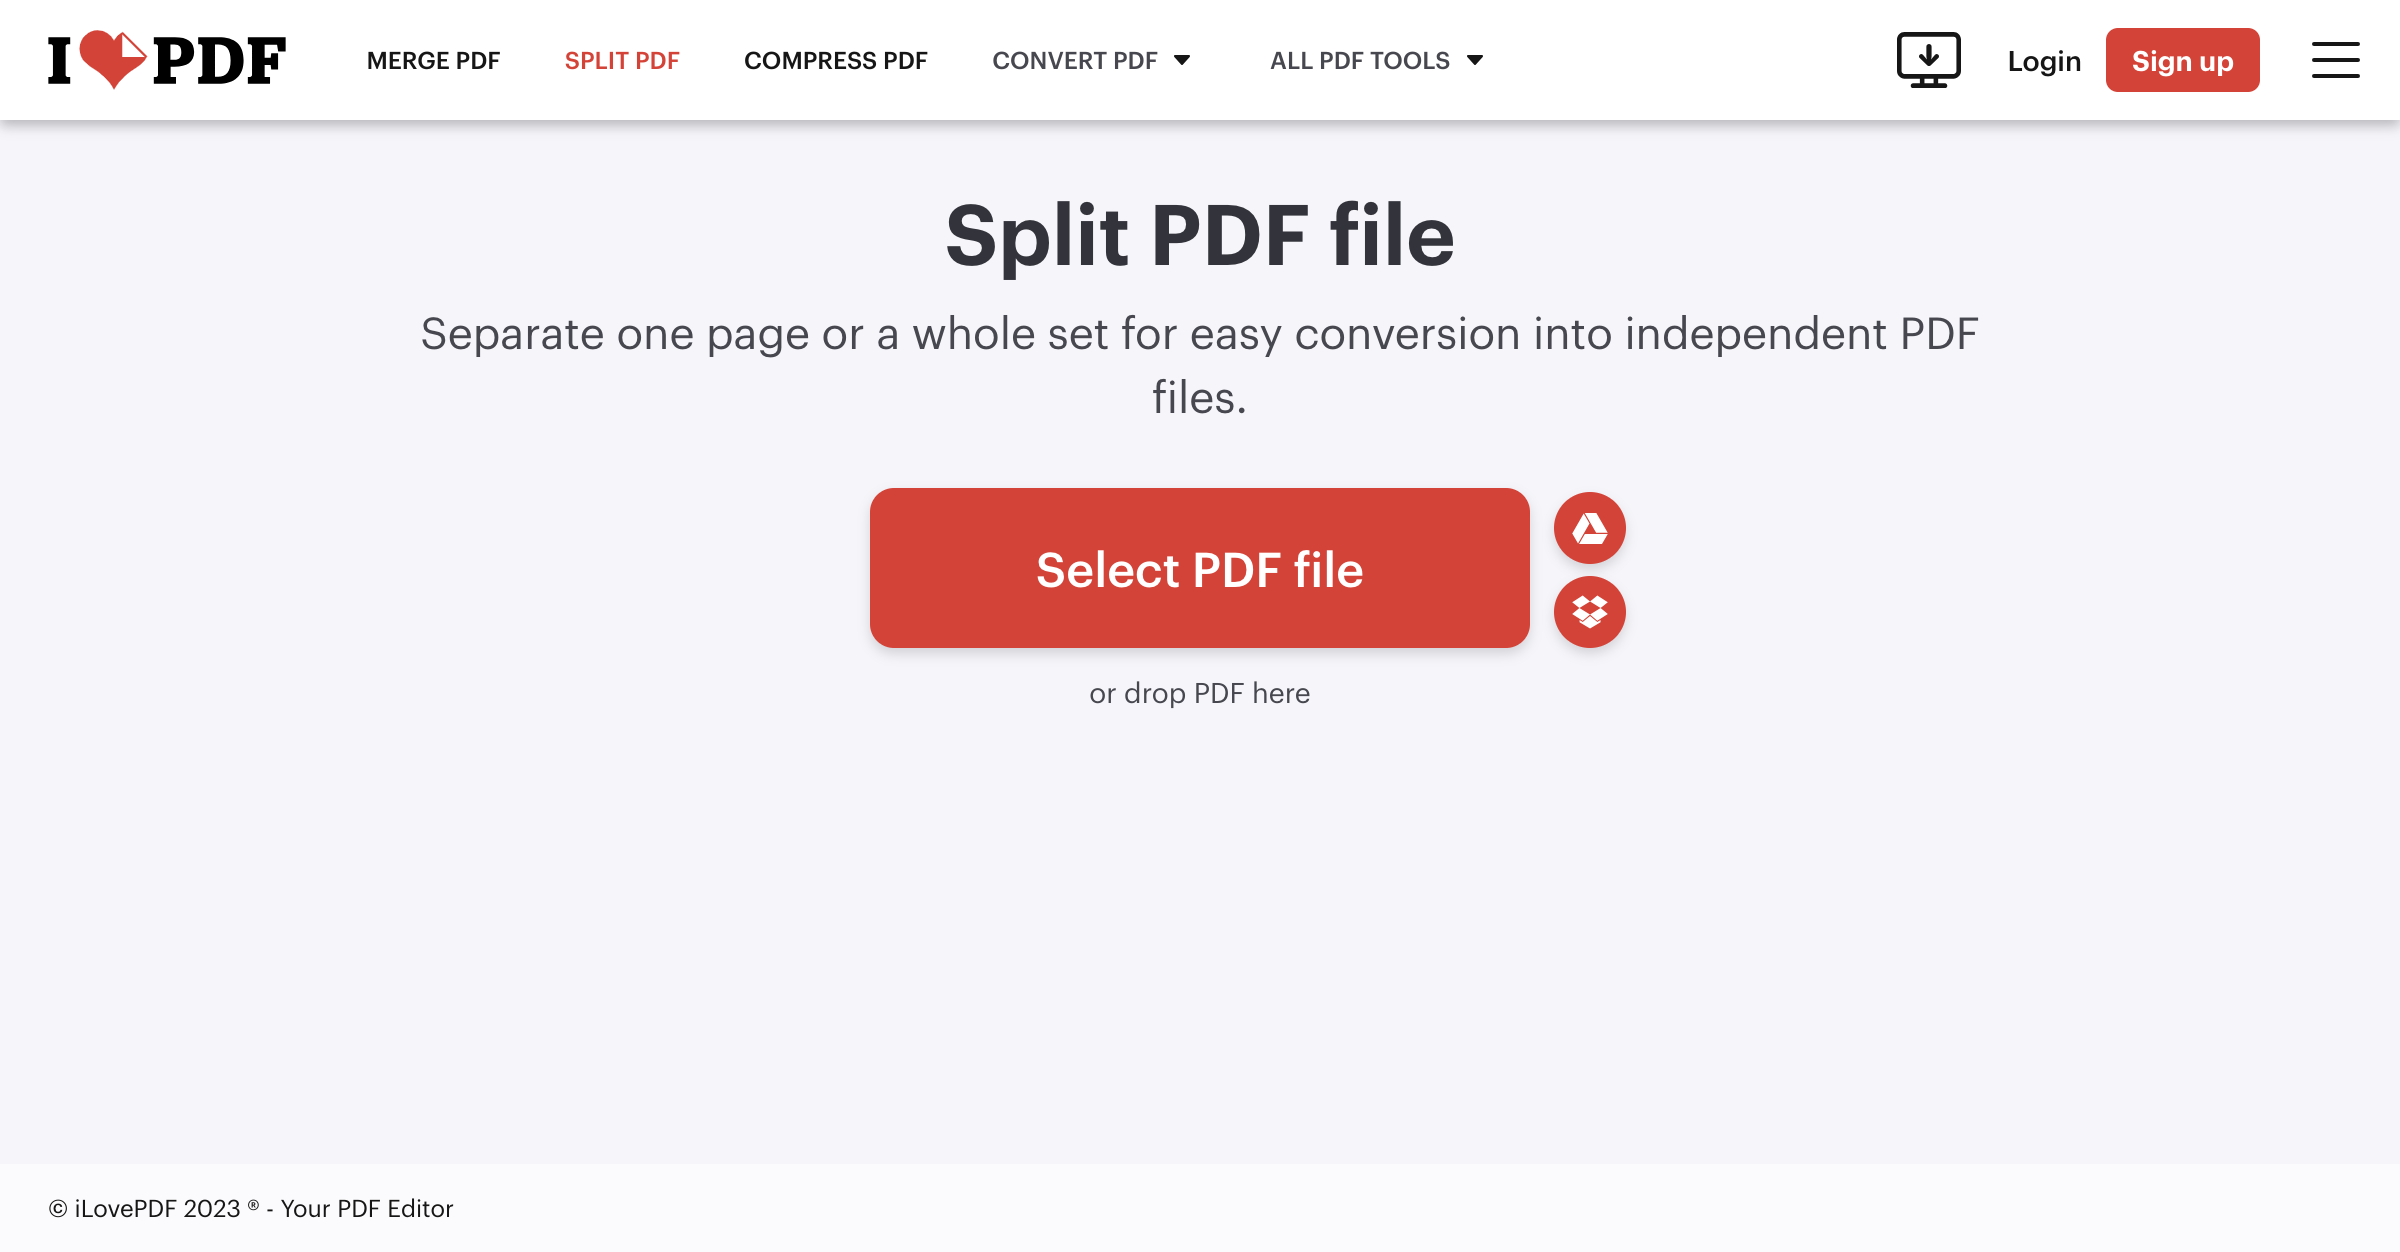 I PDF
MERGE PDF
SPLIT PDF
COMPRESS PDF
CONVERT PDF
ALL PDF TOOLS
Login
Sign up
Split PDF file
Separate one page or a whole set for easy conversion into independent PDF
files.
Select PDF file
or drop PDF here
© iLovePDF 2023 ® - Your PDF Editor